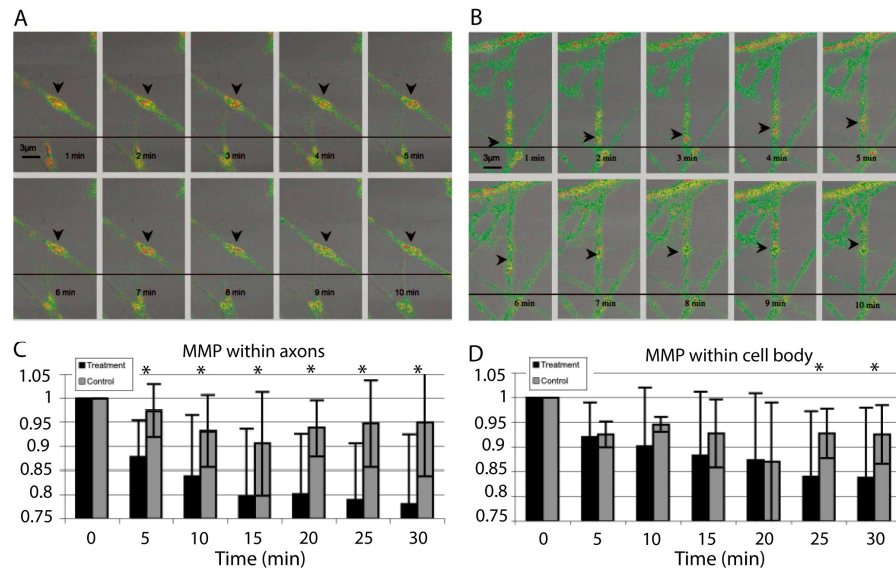 A
B
3µm
1 min
2 min
3 min
4 min
5 min
6 min
7 min
8 min
9 min
10 min
3µm
1 min
2 min
3 min
4 min
5 min
6 min
7 min
8 min
9 min
10 min
C
MMP within axons
Treatment
Control
* * * * * *
1.05
1
0.95
0.9
0.85
0.8
0.75
0 5 10 15 20 25 30
Time (min)
D
MMP within cell body
Treatment
Control
* *
1.05
1
0.95
0.9
0.85
0.8
0.75
0 5 10 15 20 25 30
Time (min)